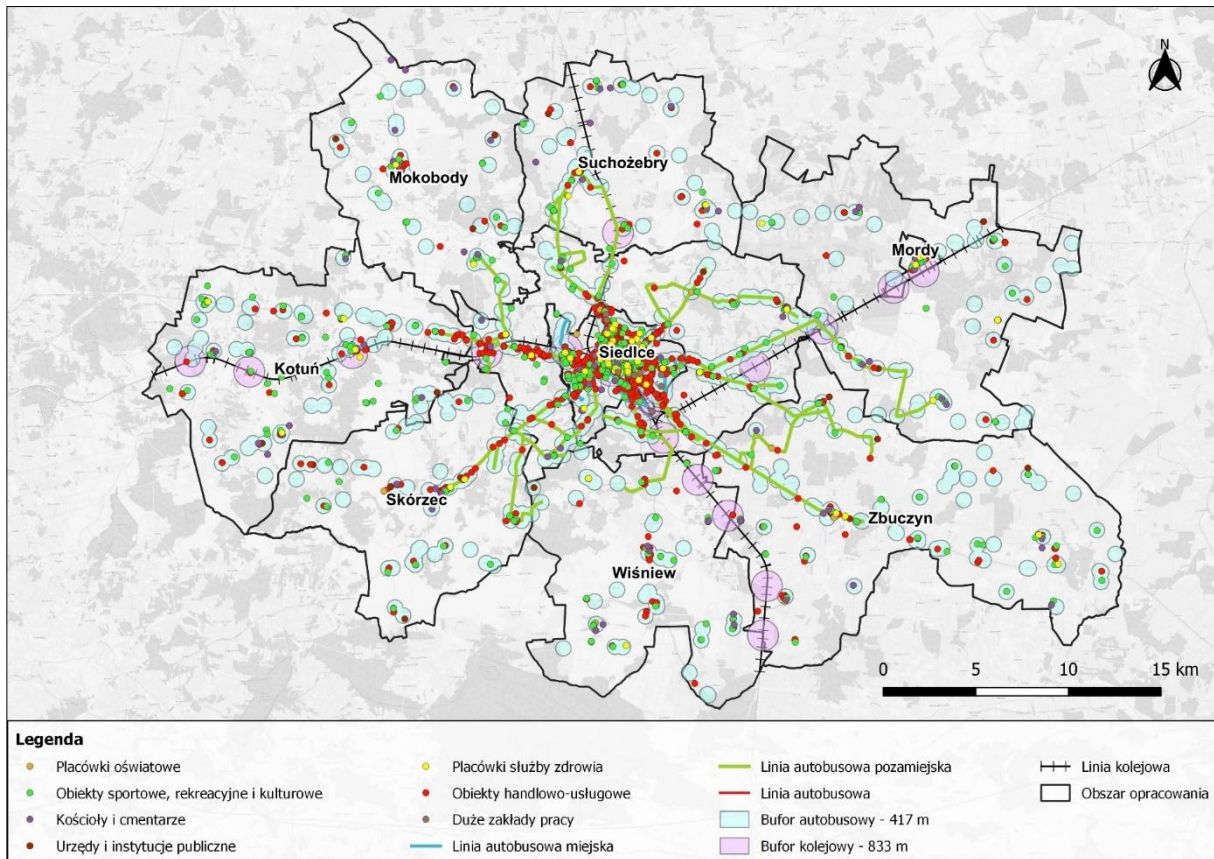 N
Suchożebry
Mokobody
Mordy
Siedlce
Kotuń
Skórzec
Zbuczyn
Wiśniew
0 5 10 15 km
Legenda
Placówki oświatowe
Obiekty sportowe, rekreacyjne i kulturowe
Kościoły i cmentarze
Urzędy i instytucje publiczne
Placówki służby zdrowia
Obiekty handlowo-usługowe
Duże zakłady pracy
Linia autobusowa miejska
Linia autobusowa pozamiejska
Linia autobusowa
Bufor autobusowy - 417 m
Bufor kolejowy - 833 m
Linia kolejowa
Obszar opracowania